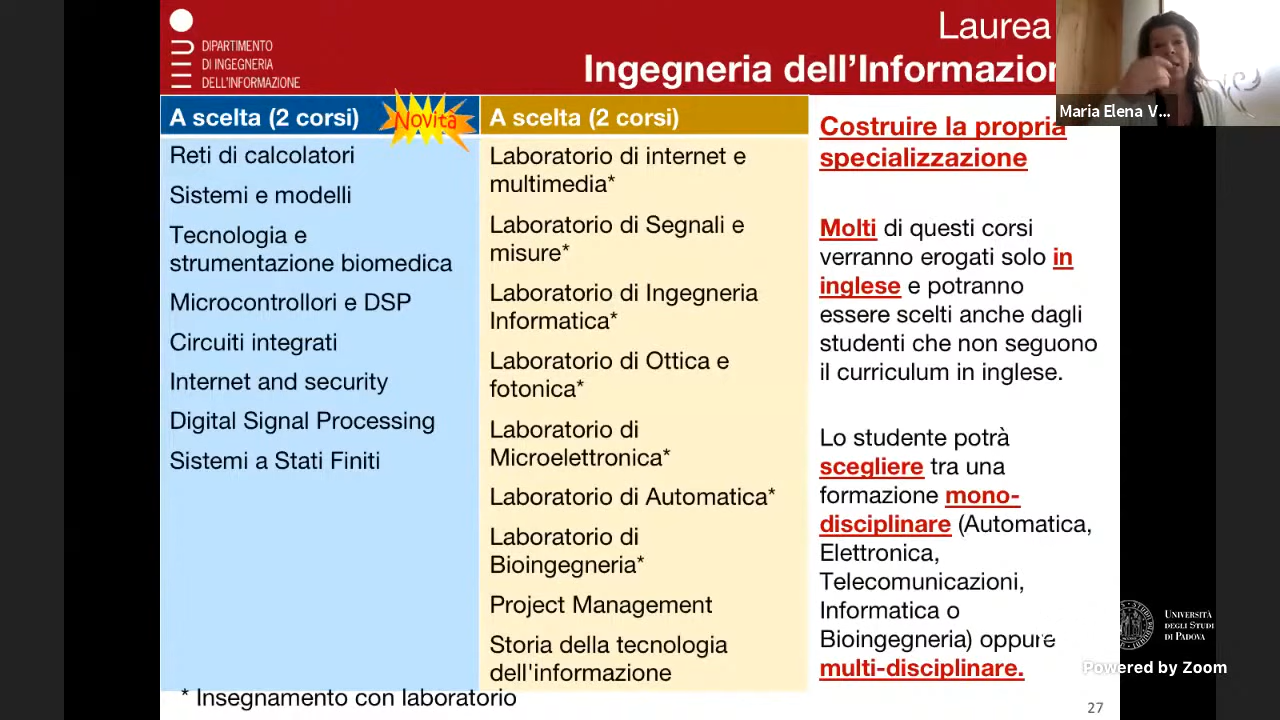 DIPARTIMENTO
DI INGEGNERIA
DELL'INFORMAZIONE
Laurea
Ingegneria dell'Informazion
Maria Elena V...
A scelta (2 corsi)
Novità
Reti di calcolatori
Sistemi e modelli
Tecnologia e
strumentazione biomedica
Microcontrollori e DSP
Circuiti integrati
Internet and security
Digital Signal Processing
Sistemi a Stati Finiti
A scelta (2 corsi)
Laboratorio di internet e
multimedia*
Laboratorio di Segnali e
misure*
Laboratorio di Ingegneria
Informatica*
Laboratorio di Ottica e
fotonica*
Laboratorio di
Microelettronica*
Laboratorio di Automatica*
Laboratorio di
Bioingegneria*
Project Management
Storia della tecnologia
dell'informazione
* Insegnamento con laboratorio
Costruire la propria
specializzazione
Molti di questi corsi
verranno erogati solo in
inglese e potranno
essere scelti anche dagli
studenti che non seguono
il curriculum in inglese.
Lo studente potrà
scegliere tra una
formazione mono-
disciplinare (Automatica,
Elettronica,
Telecomunicazioni,
Informatica o
Bioingegneria) oppure
multi-disciplinare.
UNIVERSITÀ
DEGLI STUDI
DI PADOVA
Powered by Zoom
27